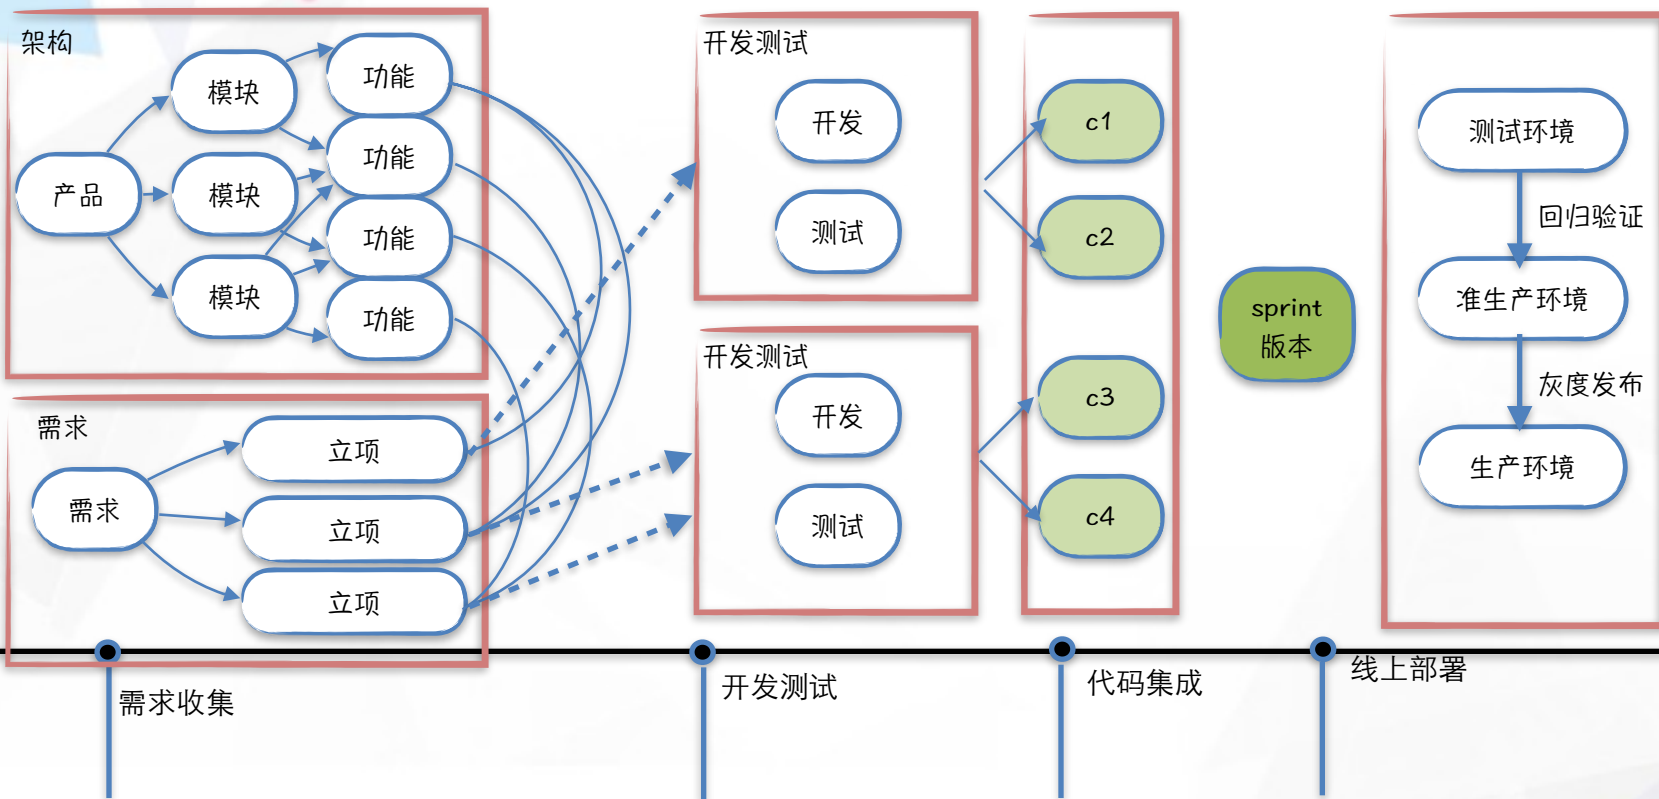 架构
产品
模块
模块
模块
功能
功能
功能
功能
需求
需求
立项
立项
立项
开发测试
开发
测试
开发测试
开发
测试
c1
c2
c3
c4
sprint
版本
测试环境
回归验证
准生产环境
灰度发布
生产环境
需求收集
开发测试
代码集成
线上部署